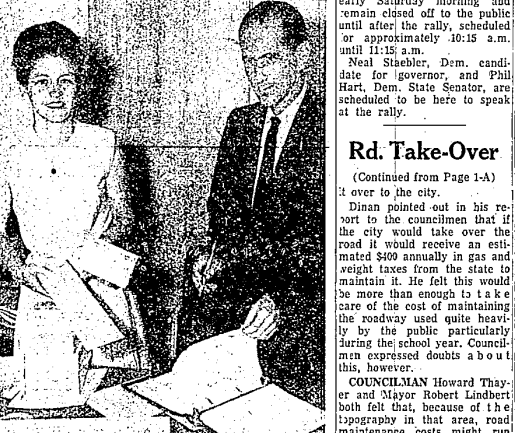 early Saturday morning and
remain closed off to the public
until after the rally, scheduled
for approximately 10:15 a.m.
until 11:15 a.m.
Neal Staebler, Dem. candi-
date for governor, and Phil
Hart, Dem. State Senator, are
scheduled to be here to speak
at the rally.
Rd. Take-Over
(Continued from Page 1-A)
it over to the city.
Dinan pointed out in his re-
port to the councilmen that if
the city would take over the
road it would receive an esti-
mated $400 annually in gas and
weight taxes from the state to
maintain it. He felt this would
be more than enough to take
care of the cost of maintaining
the roadway used quite heavi-
ly by the public particularly
during the school year. Council-
men expressed doubts about
this, however.
COUNCILMAN Howard Thay-
er and Mayor Robert Lindbert
both felt that, because of the
topography in that area, road
maintenance costs might run